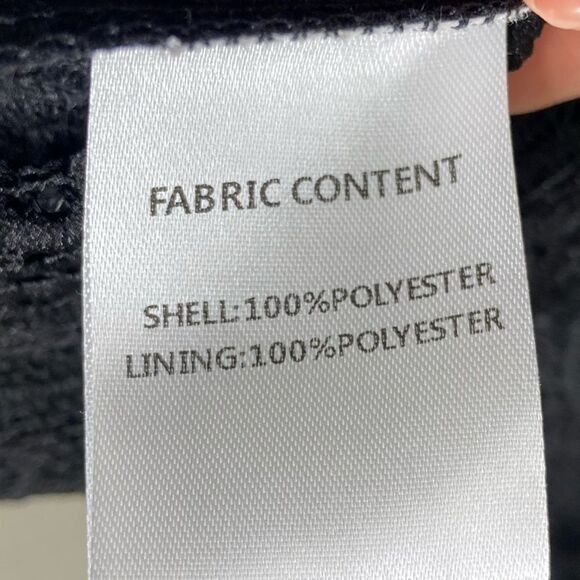 FABRIC CONTENT
SHELL:100%POLYESTER
LINING:100%POLYESTER